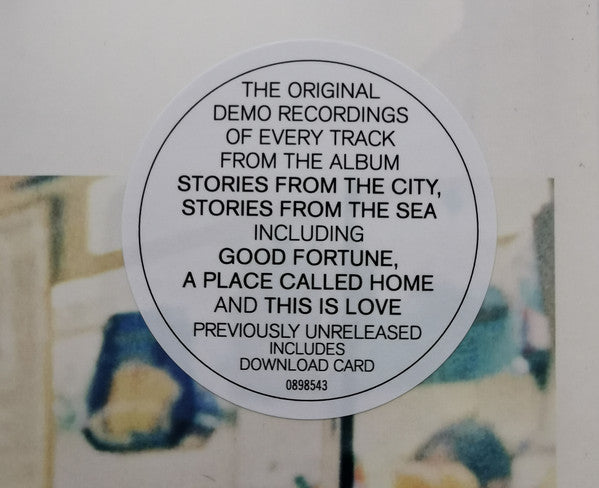 THE ORIGINAL
DEMO RECORDINGS
OF EVERY TRACK
FROM THE ALBUM
STORIES FROM THE CITY,
STORIES FROM THE SEA
INCLUDING
GOOD FORTUNE,
A PLACE CALLED HOME
AND THIS IS LOVE
PREVIOUSLY UNRELEASED
INCLUDES
DOWNLOAD CARD
0898543